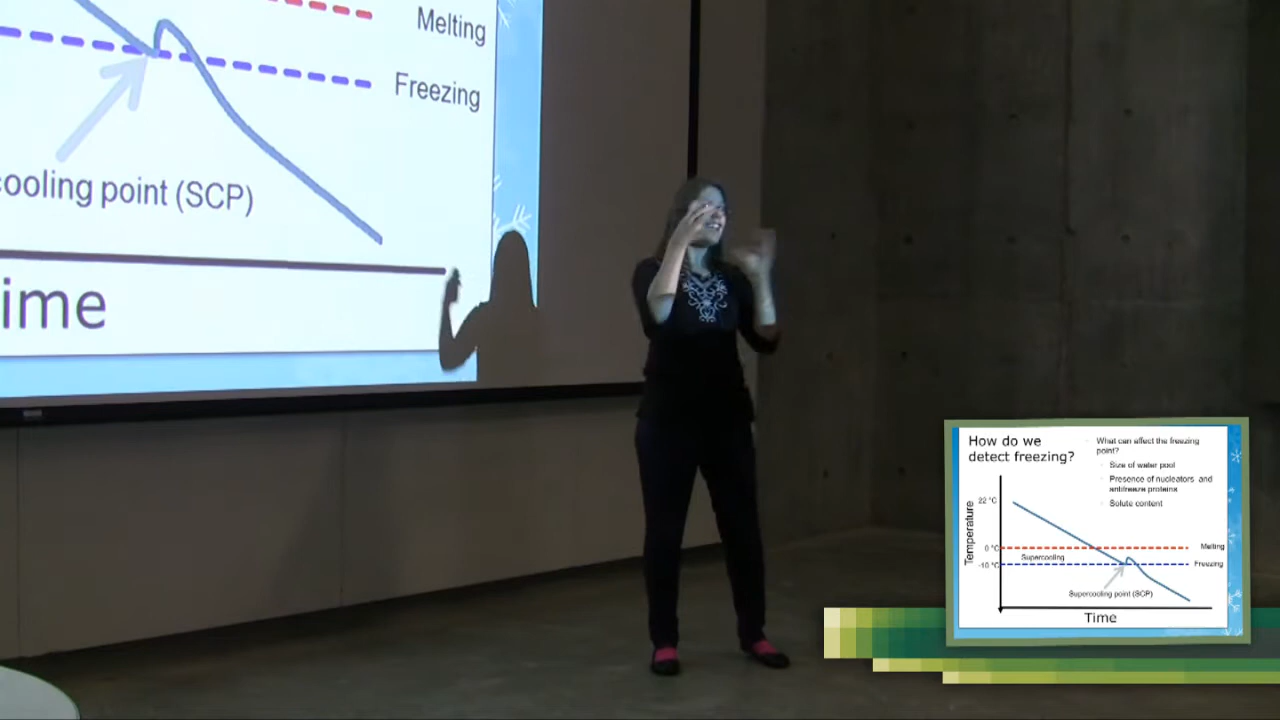 Melting
Freezing
cooling point (SCP)
ime
How do we
detect freezing?
What can affect the freezing
point?
Size of water pool
Presence of nucleators and
antifreeze proteins
Solute content
22 °C
Temperature
0 °C
Melting
Supercooling
-10 °C
Freezing
Supercooling point (SCP)
Time